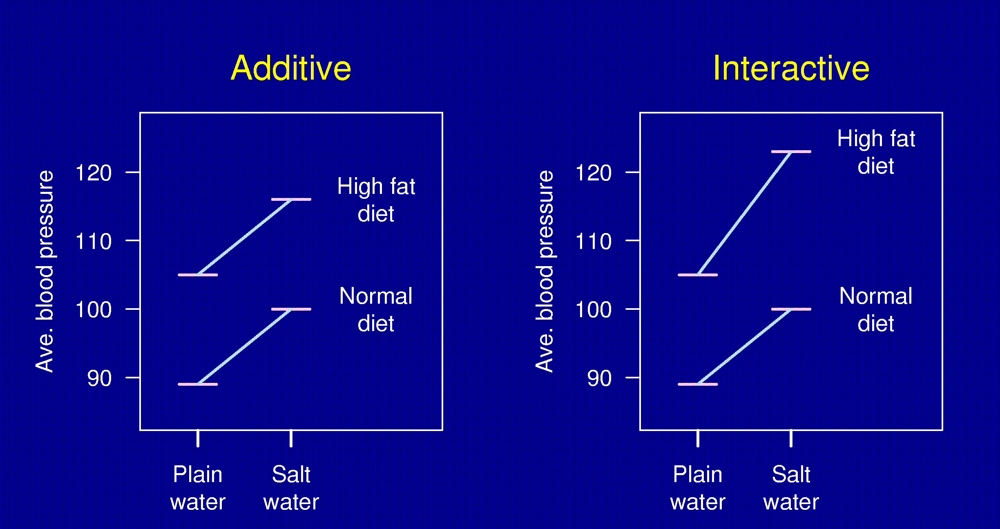 Additive
Ave. blood pressure
120
110
100
90
High fat
diet
Normal
diet
Plain
water
Salt
water
Interactive
Ave. blood pressure
120
110
100
90
High fat
diet
Normal
diet
Plain
water
Salt
water